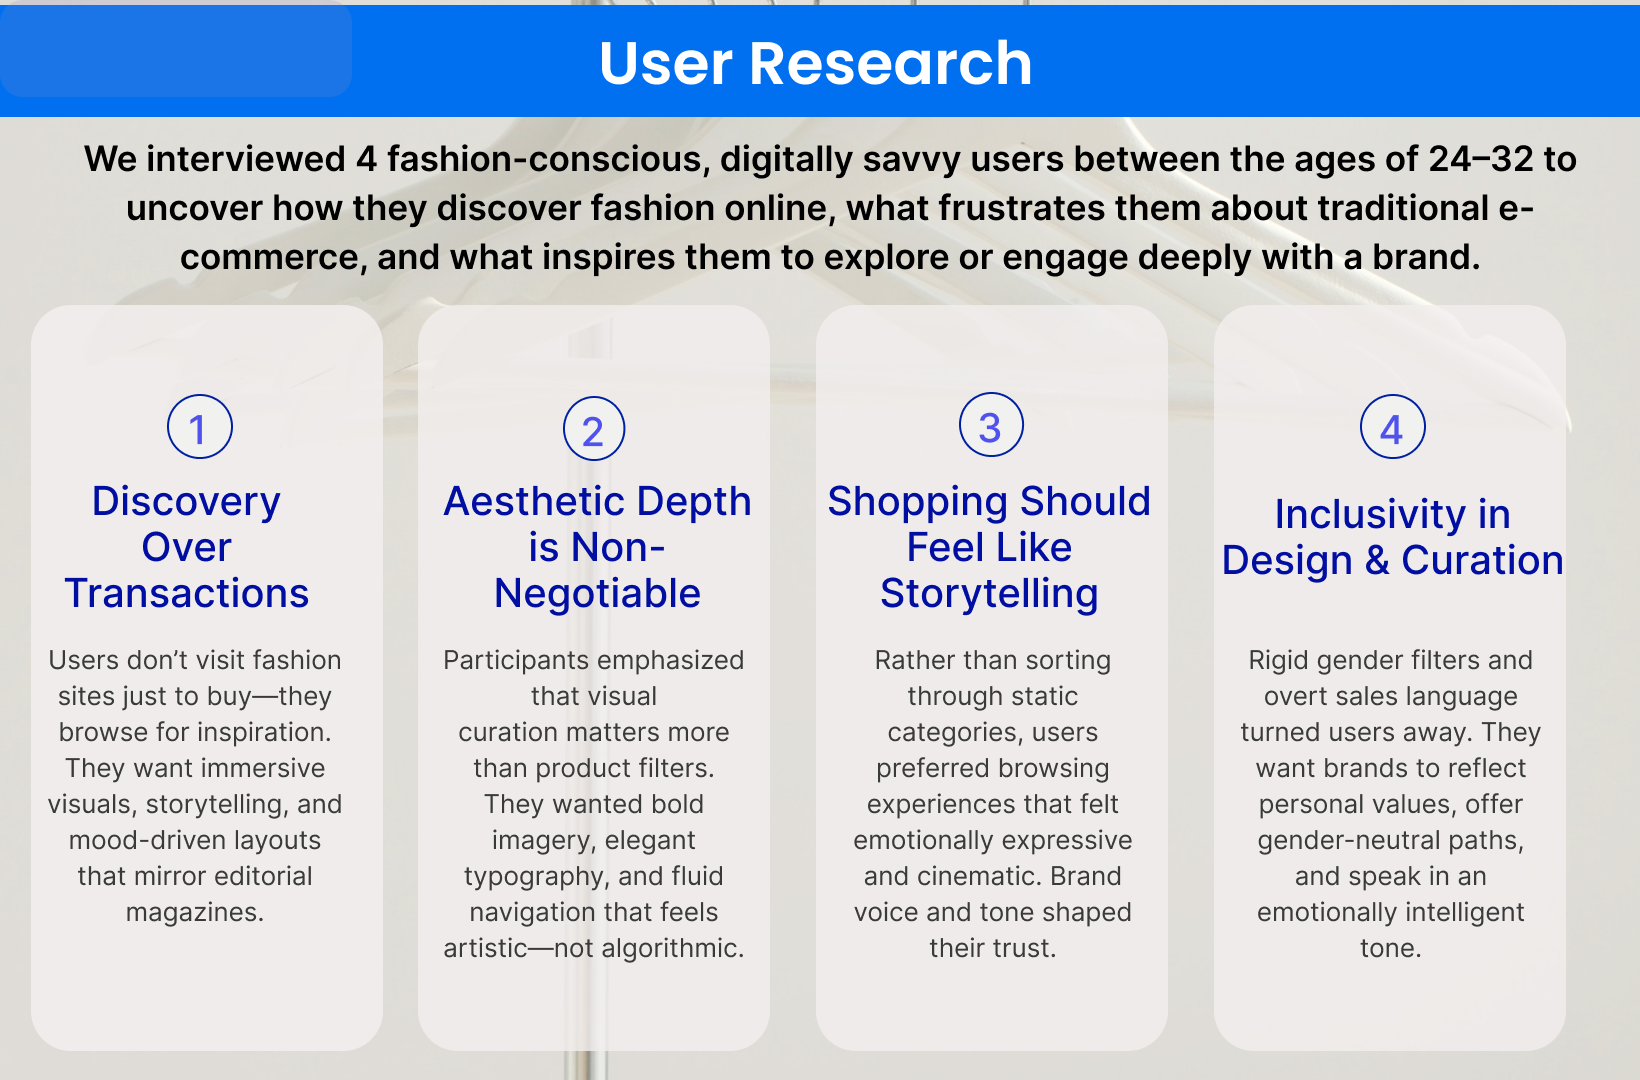 User Research
We interviewed 4 fashion-conscious, digitally savvy users between the ages of 24–32 to
uncover how they discover fashion online, what frustrates them about traditional e-
commerce, and what inspires them to explore or engage deeply with a brand.
1
Discovery
Over
Transactions
Users don’t visit fashion
sites just to buy—they
browse for inspiration.
They want immersive
visuals, storytelling, and
mood-driven layouts
that mirror editorial
magazines.
2
Aesthetic Depth
is Non-
Negotiable
Participants emphasized
that visual
curation matters more
than product filters.
They wanted bold
imagery, elegant
typography, and fluid
navigation that feels
artistic—not algorithmic.
3
Shopping Should
Feel Like
Storytelling
Rather than sorting
through static
categories, users
preferred browsing
experiences that felt
emotionally expressive
and cinematic. Brand
voice and tone shaped
their trust.
4
Inclusivity in
Design & Curation
Rigid gender filters and
overt sales language
turned users away. They
want brands to reflect
personal values, offer
gender-neutral paths,
and speak in an
emotionally intelligent
tone.